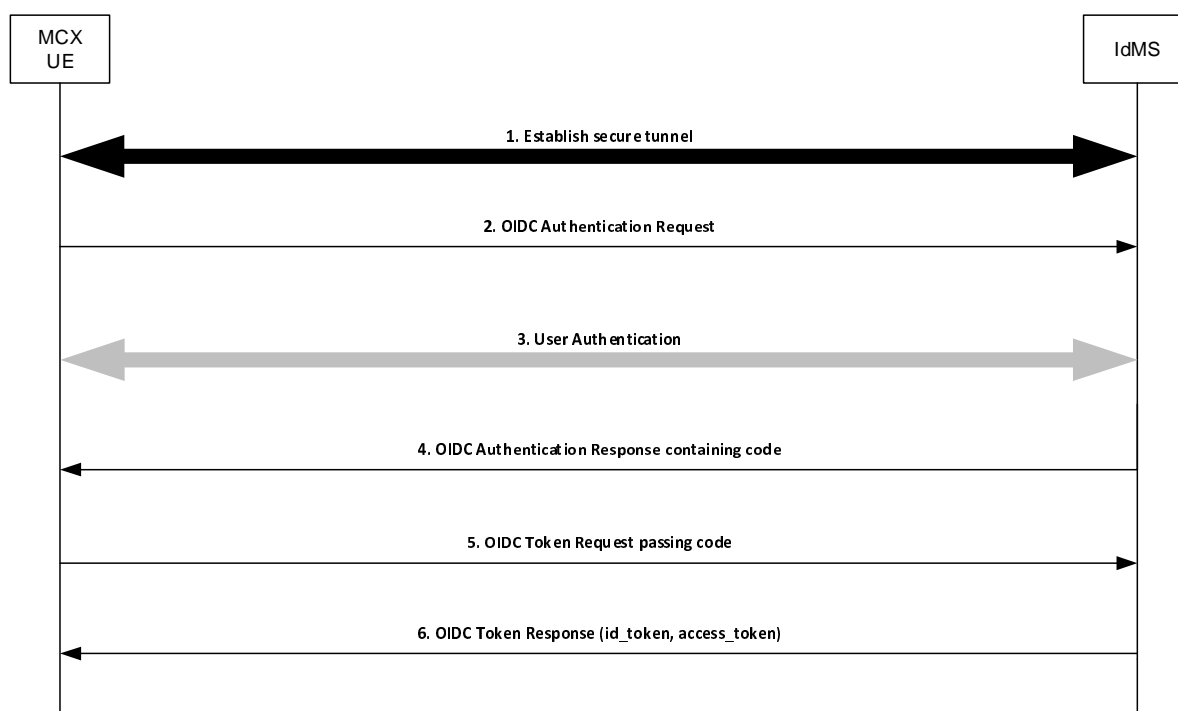 MCX
UE
IdMS
1. Establish secure tunnel
2. OIDC Authentication Request
3. User Authentication
4. OIDC Authentication Response containing code
5. OIDC Token Request passing code
6. OIDC Token Response (id_token, access_token)